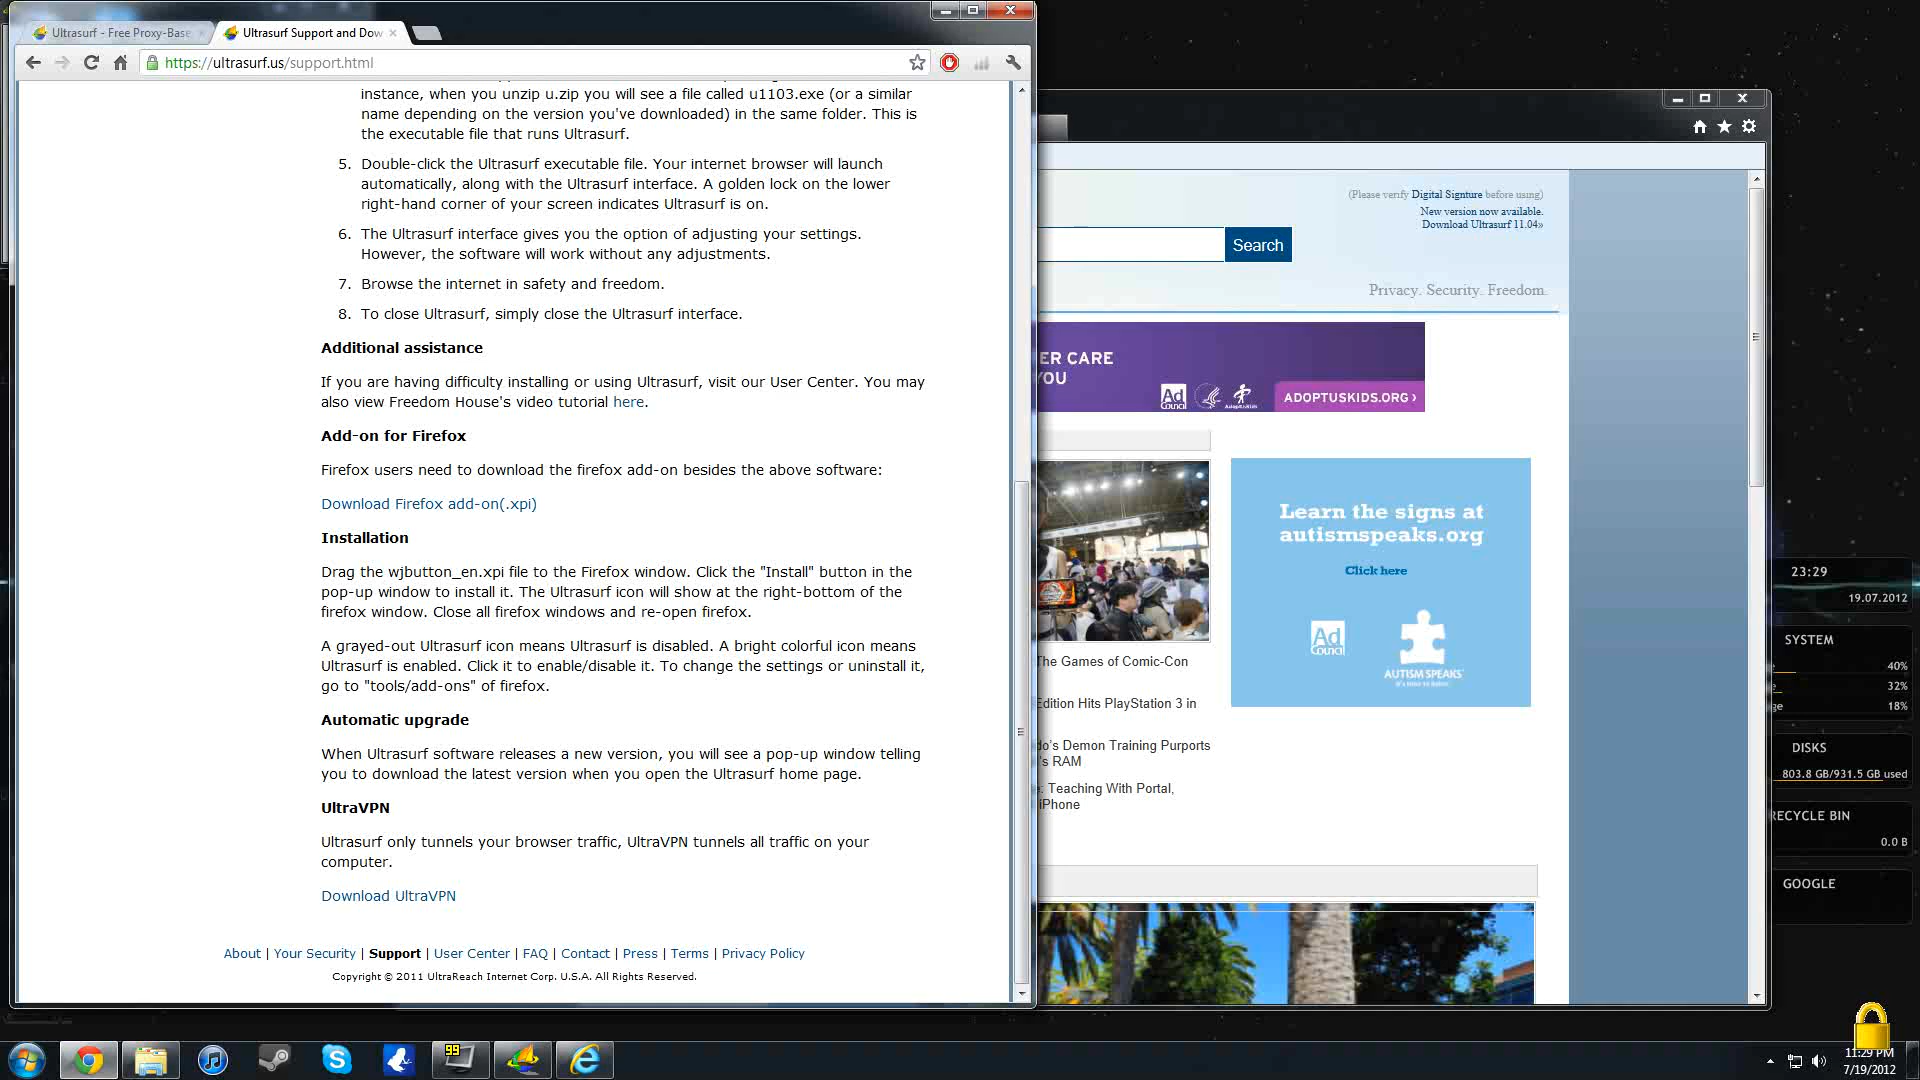 Ultrasurf - Free Proxy-Base
Ultrasurf Support and Dow
https://ultrasurf.us/support.html
instance, when you unzip u.zip you will see a file called u1103.exe (or a similar
name depending on the version you've downloaded) in the same folder. This is
the executable file that runs Ultrasurf.
5. Double-click the Ultrasurf executable file. Your internet browser will launch
automatically, along with the Ultrasurf interface. A golden lock on the lower
right-hand corner of your screen indicates Ultrasurf is on.
6. The Ultrasurf interface gives you the option of adjusting your settings.
However, the software will work without any adjustments.
7. Browse the internet in safety and freedom.
8. To close Ultrasurf, simply close the Ultrasurf interface.
Additional assistance
If you are having difficulty installing or using Ultrasurf, visit our User Center. You may
also view Freedom House's video tutorial here.
Add-on for Firefox
Firefox users need to download the firefox add-on besides the above software:
Download Firefox add-on(.xpi)
Installation
Drag the wjbutton_en.xpi file to the Firefox window. Click the "Install" button in the
pop-up window to install it. The Ultrasurf icon will show at the right-bottom of the
firefox window. Close all firefox windows and re-open firefox.
A grayed-out Ultrasurf icon means Ultrasurf is disabled. A bright colorful icon means
Ultrasurf is enabled. Click it to enable/disable it. To change the settings or uninstall it,
go to "tools/add-ons" of firefox.
Automatic upgrade
When Ultrasurf software releases a new version, you will see a pop-up window telling
you to download the latest version when you open the Ultrasurf home page.
UltraVPN
Ultrasurf only tunnels your browser traffic, UltraVPN tunnels all traffic on your
computer.
Download UltraVPN
About | Your Security | Support | User Center | FAQ | Contact | Press | Terms | Privacy Policy
Copyright © 2011 UltraReach Internet Corp. U.S.A. All Rights Reserved.
(Please verify Digital Signture before using)
New version now available.
Download Ultrasurf 11.04»
Search
Privacy. Security. Freedom.
ER CARE
YOU
Ad
Council
AdoptUsKids
ADOPTUSKIDS.ORG ›
The Games of Comic-Con
Edition Hits PlayStation 3 in
do's Demon Training Purports
's RAM
e: Teaching With Portal,
iPhone
Learn the signs at
autismspeaks.org
Click here
Ad
Council
AUTISM SPEAKS
23:29
19.07.2012
SYSTEM
e 40%
e 32%
ge 18%
DISKS
803.8 GB/931.5 GB used
RECYCLE BIN
0.0 B
GOOGLE
99
11:29 PM
7/19/2012